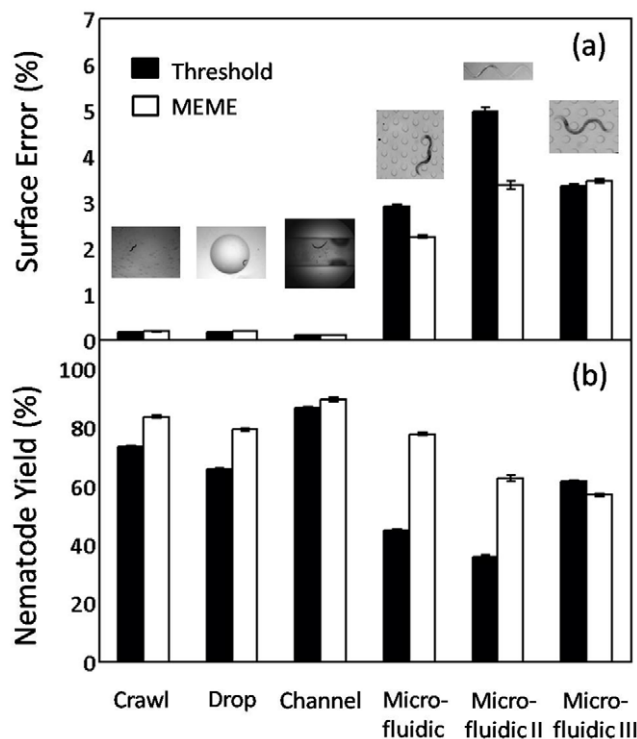 7
6
5
4
3
2
1
0
Surface Error (%)
(a)
Threshold
MEME
100
80
60
40
20
0
Nematode Yield (%)
(b)
Crawl
Drop
Channel
Micro-
fluidic
Micro-
fluidic II
Micro-
fluidic III